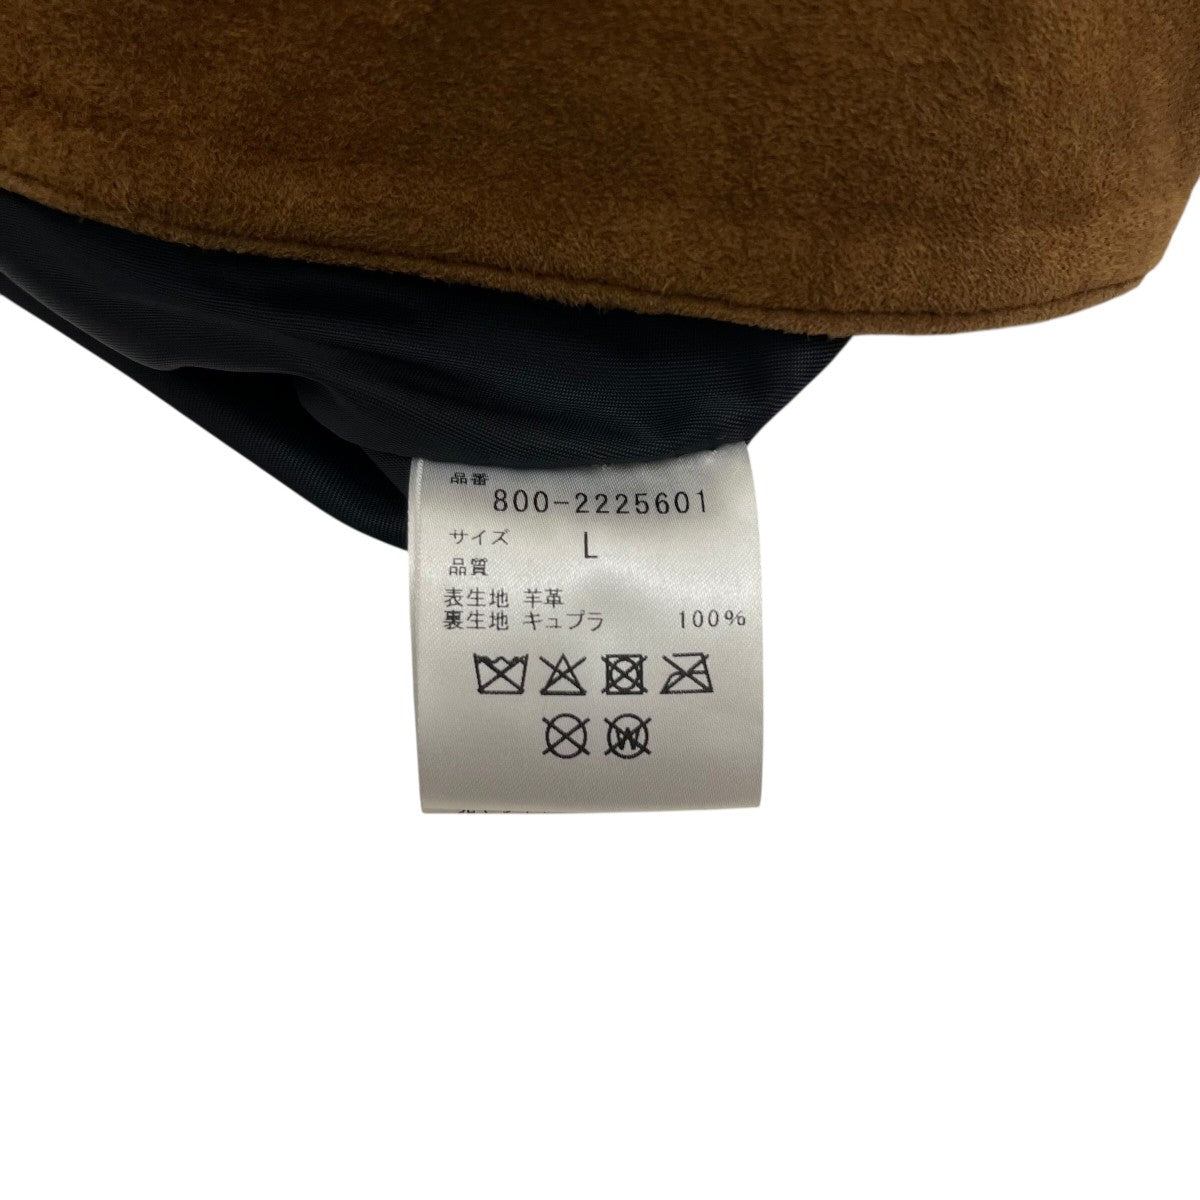 品番
800-2225601
サイズ L
品質
表生地 羊革
裏生地 キュプラ 100%